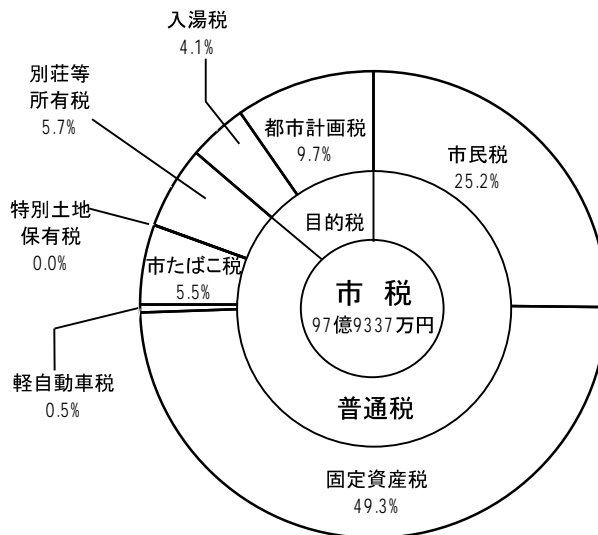 入湯税
4.1%
別荘等
所有税
5.7%
都市計画税
9.7%
市民税
25.2%
特別土地
保有税
0.0%
目的税
市たばこ税
5.5%
市 税
97億9337万円
軽自動車税
0.5%
普通税
固定資産税
49.3%